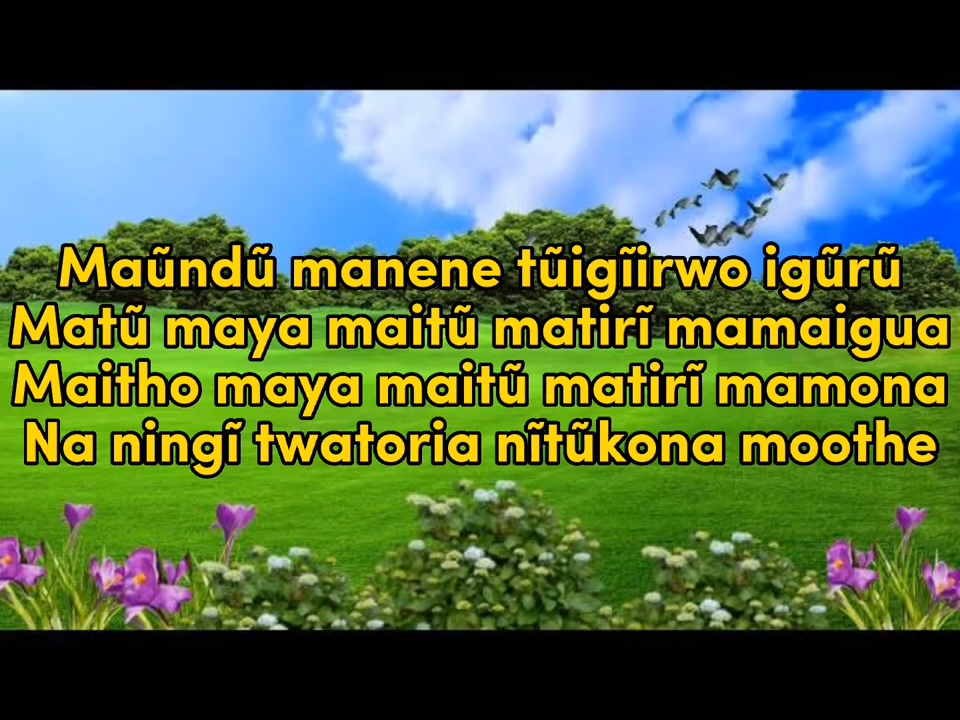 Maũndũ manene tũigĩirwo igũrũ
Matũ maya maitũ matirĩ mamaigua
Maitho maya maitũ matirĩ mamona
Na ningĩ twatoria nĩtũkona moothe